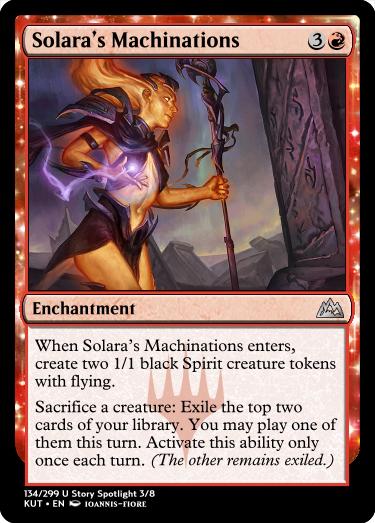 Solara's Machinations 3
Enchantment
When Solara's Machinations enters,
create two 1/1 black Spirit creature tokens
with flying.
Sacrifice a creature: Exile the top two
cards of your library. You may play one of
them this turn. Activate this ability only
once each turn. (The other remains exiled.)
134/299 U Story Spotlight 3/8
KUT • EN IOANNIS-FIORE